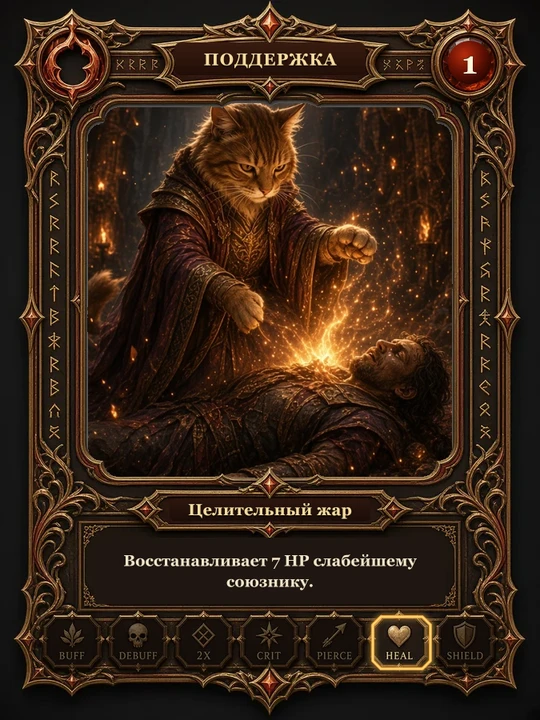 ПОДДЕРЖКА
1
Целительный жар
Восстанавливает 7 HP слабейшему
союзнику.
BUFF DEBUFF 2X CRIT PIERCE HEAL SHIELD